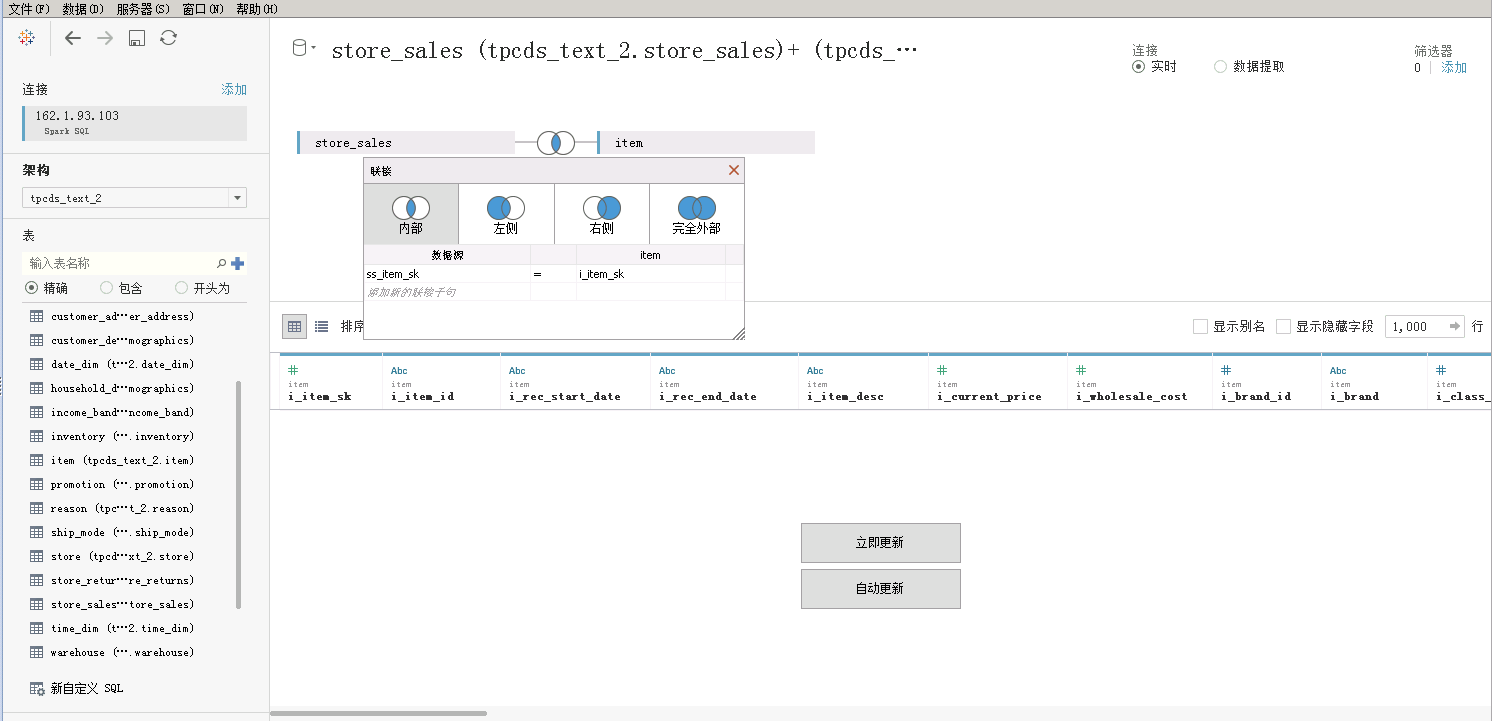 文件(F) 数据(D) 服务器(S) 窗口(N) 帮助(H)
连接 添加
162.1.93.103
Spark SQL
架构
tpcds_text_2
表
输入表名称
精确 包含 开头为
customer_ad⋯er_address)
customer_de⋯mographics)
date_dim (t⋯2.date_dim)
household_d⋯mographics)
income_band⋯ncome_band)
inventory (⋯.inventory)
item (tpcds_text_2.item)
promotion (⋯.promotion)
reason (tpc⋯t_2.reason)
ship_mode (⋯.ship_mode)
store (tpcd⋯xt_2.store)
store_retur⋯re_returns)
store_sales⋯tore_sales)
time_dim (t⋯2.time_dim)
warehouse (⋯.warehouse)
新自定义 SQL
store_sales (tpcds_text_2.store_sales)+ (tpcds_⋯
连接
实时 数据提取
筛选器
0 添加
store_sales item
联接
内部 左侧 右侧 完全外部
数据源 item
ss_item_sk = i_item_sk
添加新的联接子句
排序
显示别名 显示隐藏字段 1,000 行
# Abc Abc Abc Abc # # # Abc #
item item item item item item item item item item
i_item_sk i_item_id i_rec_start_date i_rec_end_date i_item_desc i_current_price i_wholesale_cost i_brand_id i_brand i_class_
立即更新
自动更新